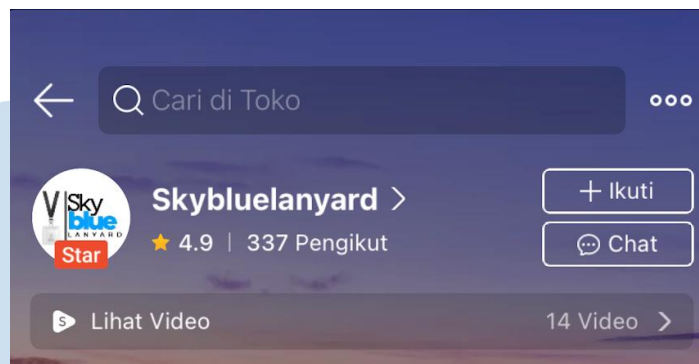 Cari di Toko
Sky
blue
LANYARD
Star
Skybluelanyard
4.9 | 337 Pengikut
+ Ikuti
Chat
Lihat Video
14 Video